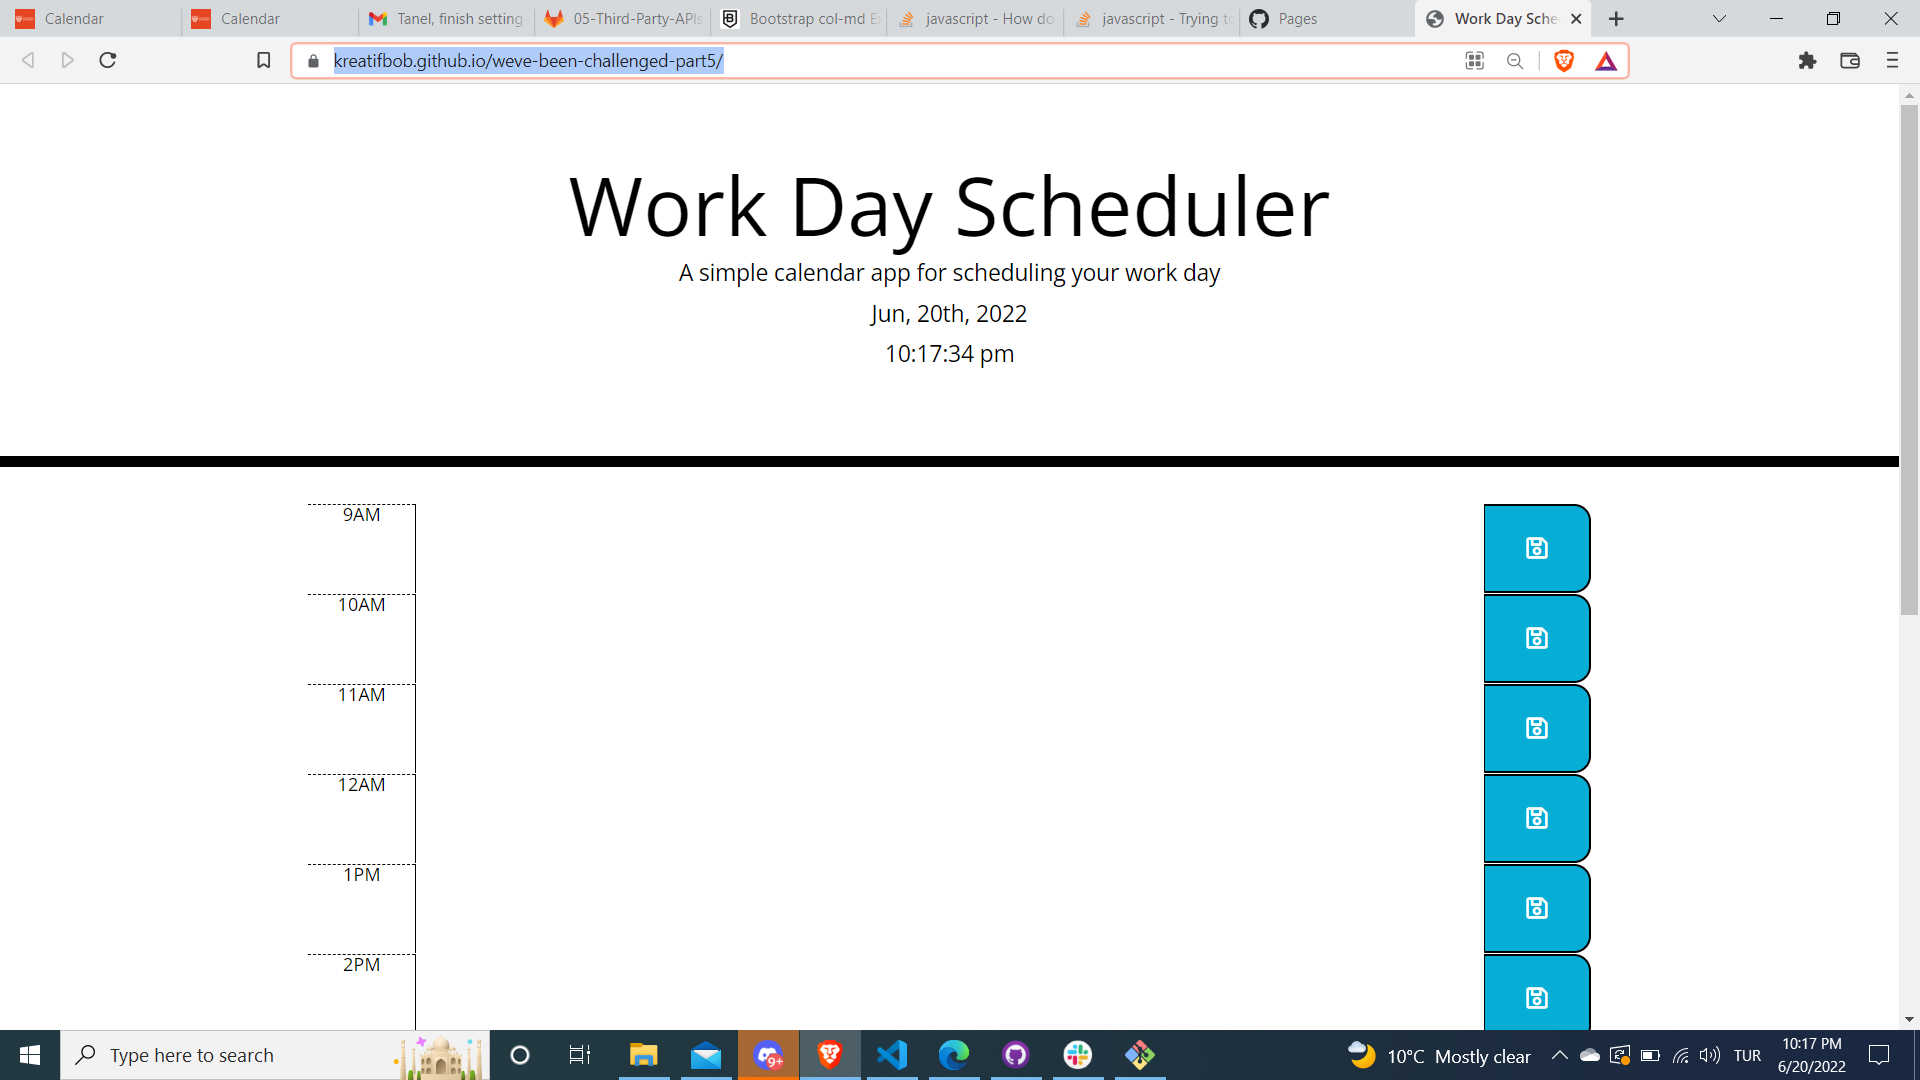 Calendar
Calendar
Tanel, finish setting
05-Third-Party-APIs
Bootstrap col-md Ex
javascript - How do
javascript - Trying to
Pages
Work Day Sche
kreatifbob.github.io/weve-been-challenged-part5/
Work Day Scheduler
A simple calendar app for scheduling your work day
Jun, 20th, 2022
10:17:34 pm
9AM
10AM
11AM
12AM
1PM
2PM
Type here to search
9+
10°C Mostly clear
TUR
10:17 PM
6/20/2022